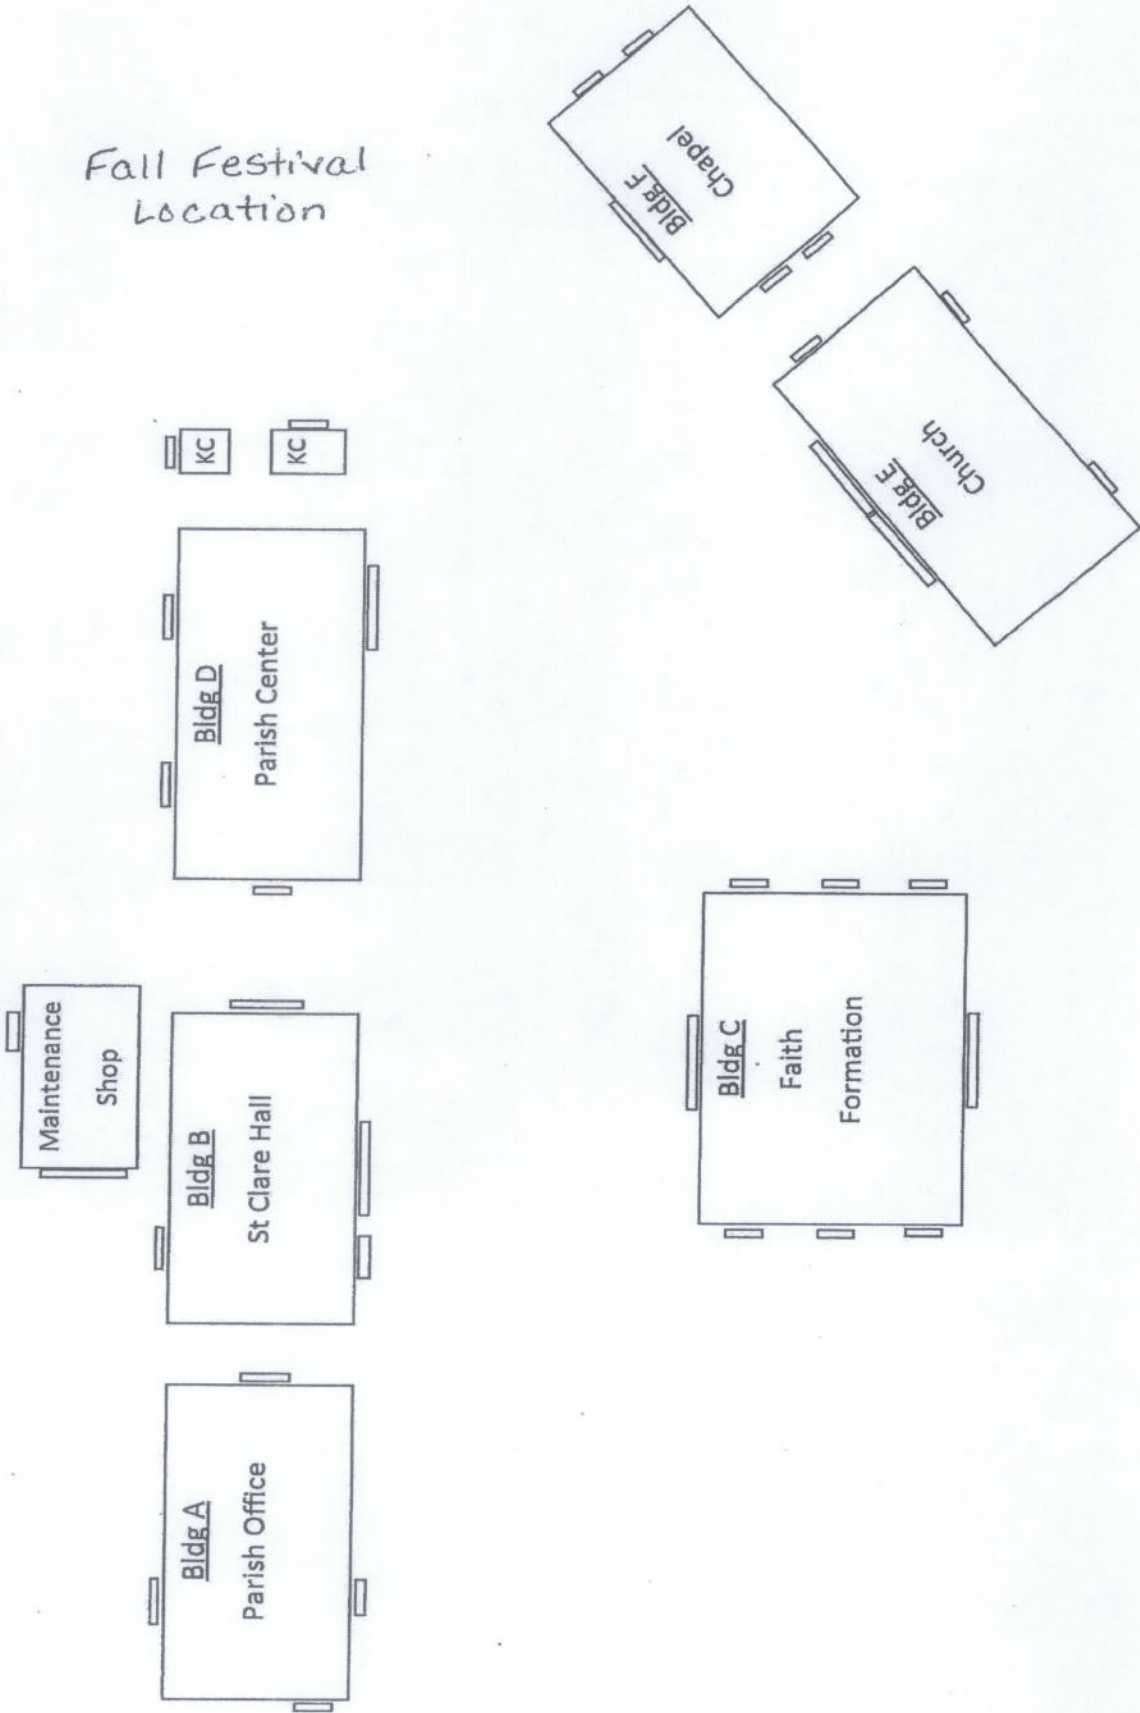 Fall Festival
Location
Bldg F
Chapel
KC
KC
Bldg E
Church
Bldg D
Parish Center
Maintenance
Shop
Bldg B
St Clare Hall
Bldg C
Faith
Formation
Bldg A
Parish Office